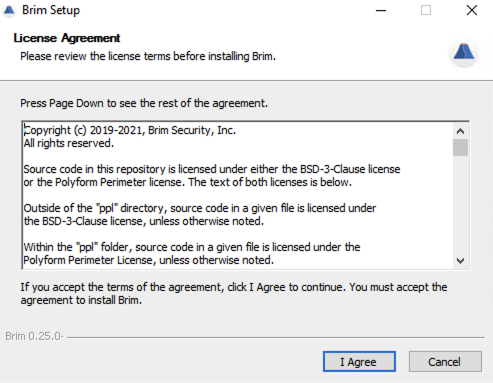 Brim Setup
License Agreement
Please review the license terms before installing Brim.
Press Page Down to see the rest of the agreement.
Copyright (c) 2019-2021, Brim Security, Inc.
All rights reserved.
Source code in this repository is licensed under either the BSD-3-Clause license
or the Polyform Perimeter license. The text of both licenses is below.
Outside of the "ppl" directory, source code in a given file is licensed under
the BSD-3-Clause license, unless otherwise noted.
Within the "ppl" folder, source code in a given file is licensed under the
Polyform Perimeter License, unless otherwise noted.
If you accept the terms of the agreement, click I Agree to continue. You must accept the
agreement to install Brim.
Brim 0.25.0-
I Agree
Cancel